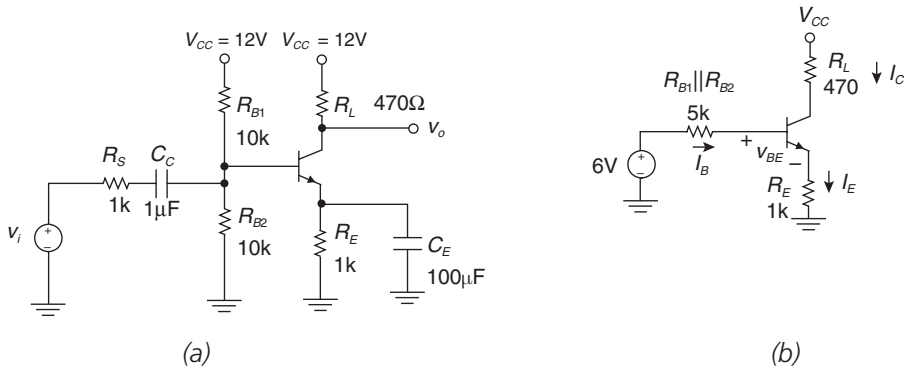 V_CC = 12V V_CC = 12V
R_B1
10k
R_L 470Ω
v_o
R_S C_C
1k 1μF
R_B2
10k
v_i
+
−
R_E
1k
C_E
100μF
(a)
V_CC
R_L I_C
470
R_B1||R_B2
5k
+ v_BE −
I_B
6V
+
−
R_E I_E
1k
(b)